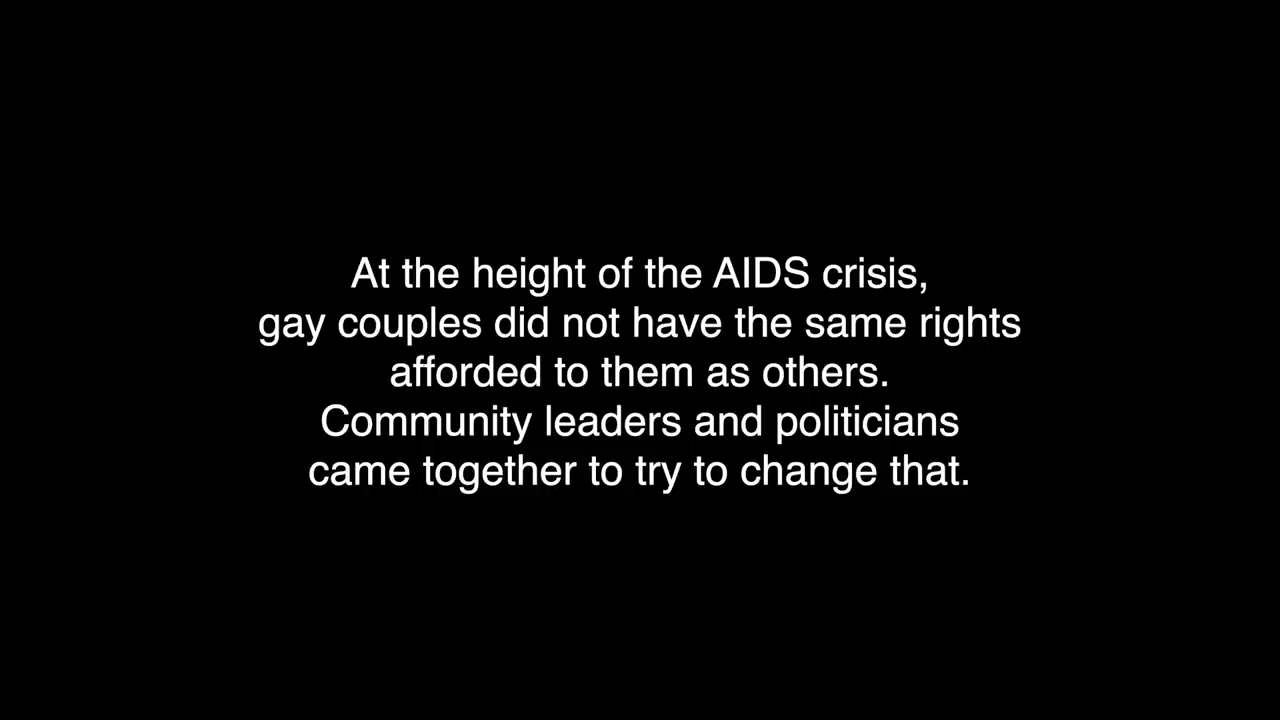 At the height of the AIDS crisis,
gay couples did not have the same rights
afforded to them as others.
Community leaders and politicians
came together to try to change that.